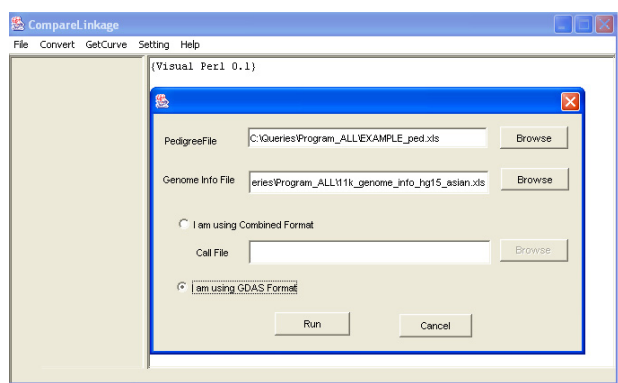 CompareLinkage
File Convert GetCurve Setting Help
{Visual Perl 0.1}
PedigreeFile C:\Queries\Program_ALL\EXAMPLE_ped.xls Browse
Genome Info File eries\Program_ALL\11k_genome_info_hg15_asian.xls Browse
I am using Combined Format
Call File Browse
I am using GDAS Format
Run Cancel